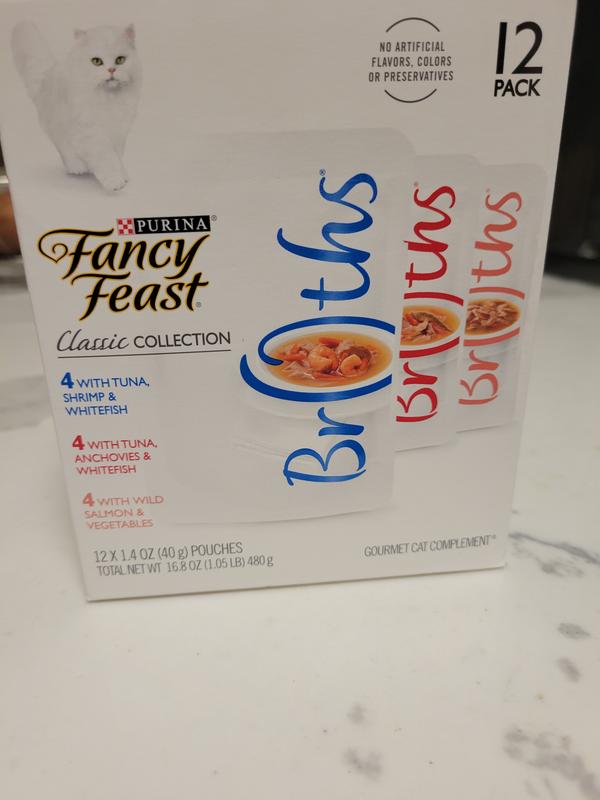 NO ARTIFICIAL
FLAVORS, COLORS
OR PRESERVATIVES
12
PACK
PURINA®
Fancy
Feast®
Classic COLLECTION
Broths®
Broths
Broths
4 WITH TUNA,
SHRIMP &
WHITEFISH
4 WITH TUNA,
ANCHOVIES &
WHITEFISH
4 WITH WILD
SALMON &
VEGETABLES
12 X 1.4 OZ (40 g) POUCHES
TOTAL NET WT 16.8 OZ (1.05 LB) 480 g
GOURMET CAT COMPLEMENT®